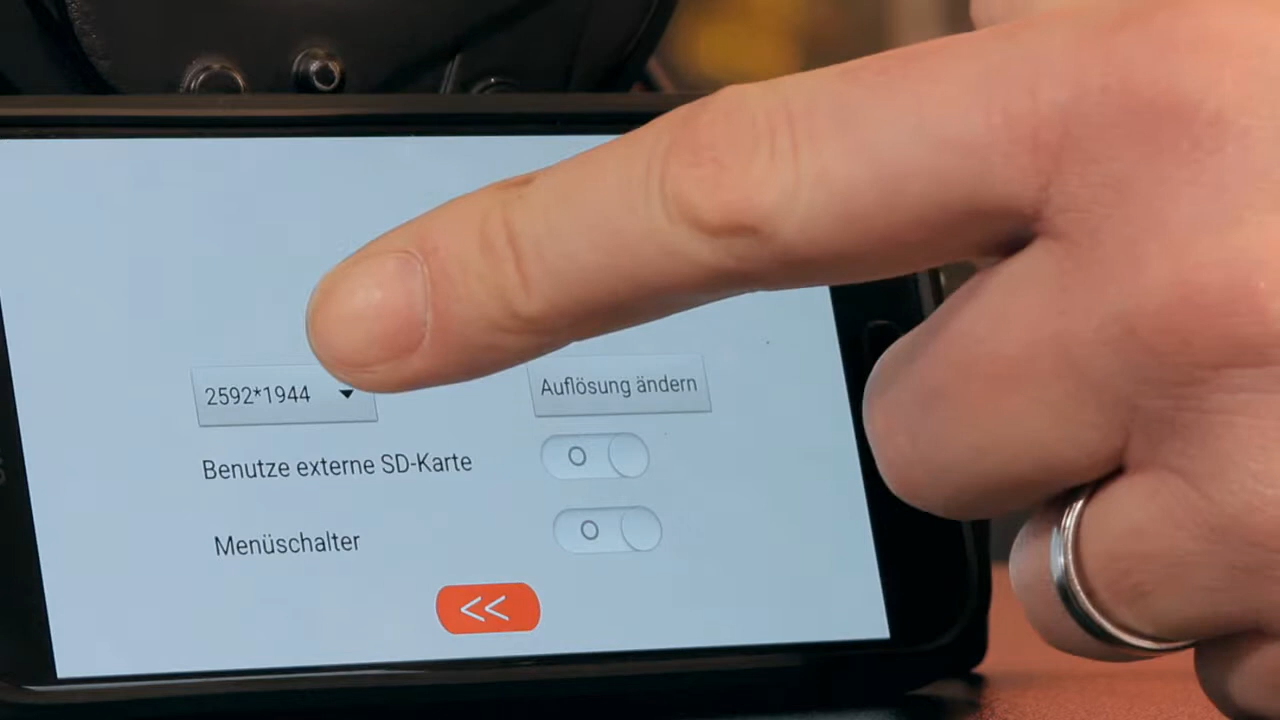 2592*1944
Auflösung ändern
Benutze externe SD-Karte
Menüschalter
<<